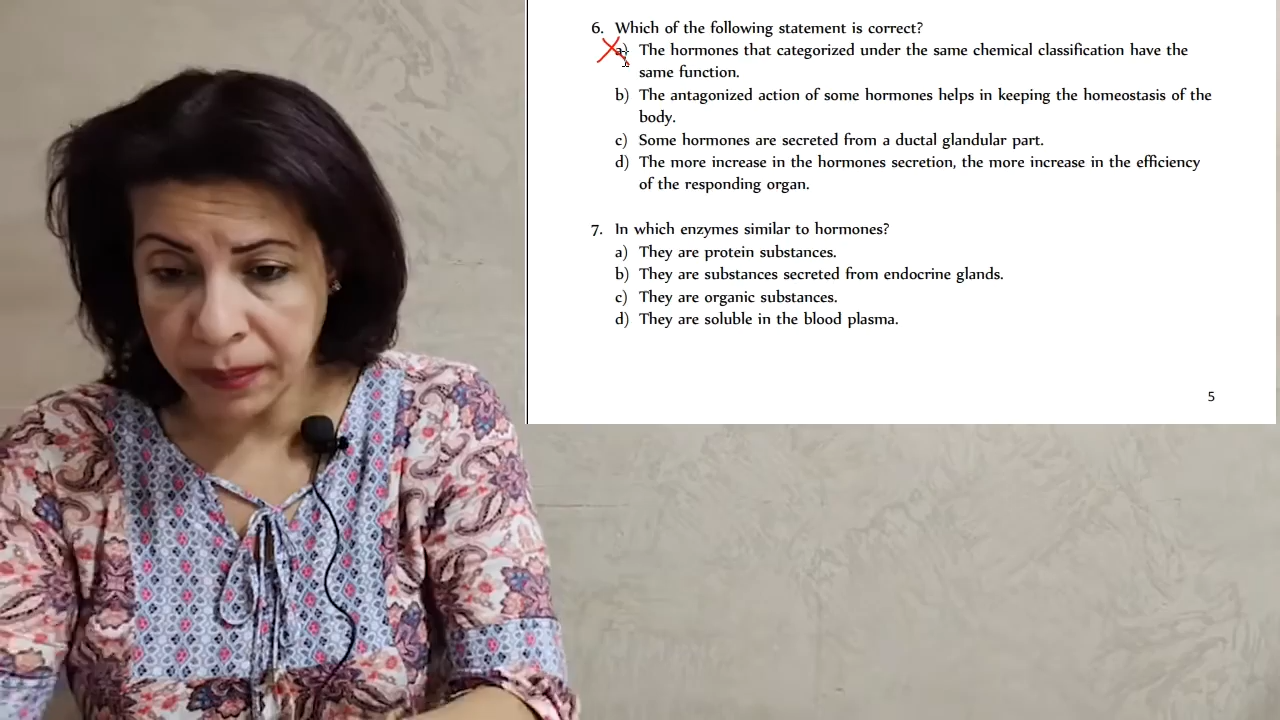 6. Which of the following statement is correct?
a) The hormones that categorized under the same chemical classification have the
same function.
b) The antagonized action of some hormones helps in keeping the homeostasis of the
body.
c) Some hormones are secreted from a ductal glandular part.
d) The more increase in the hormones secretion, the more increase in the efficiency
of the responding organ.
7. In which enzymes similar to hormones?
a) They are protein substances.
b) They are substances secreted from endocrine glands.
c) They are organic substances.
d) They are soluble in the blood plasma.
5